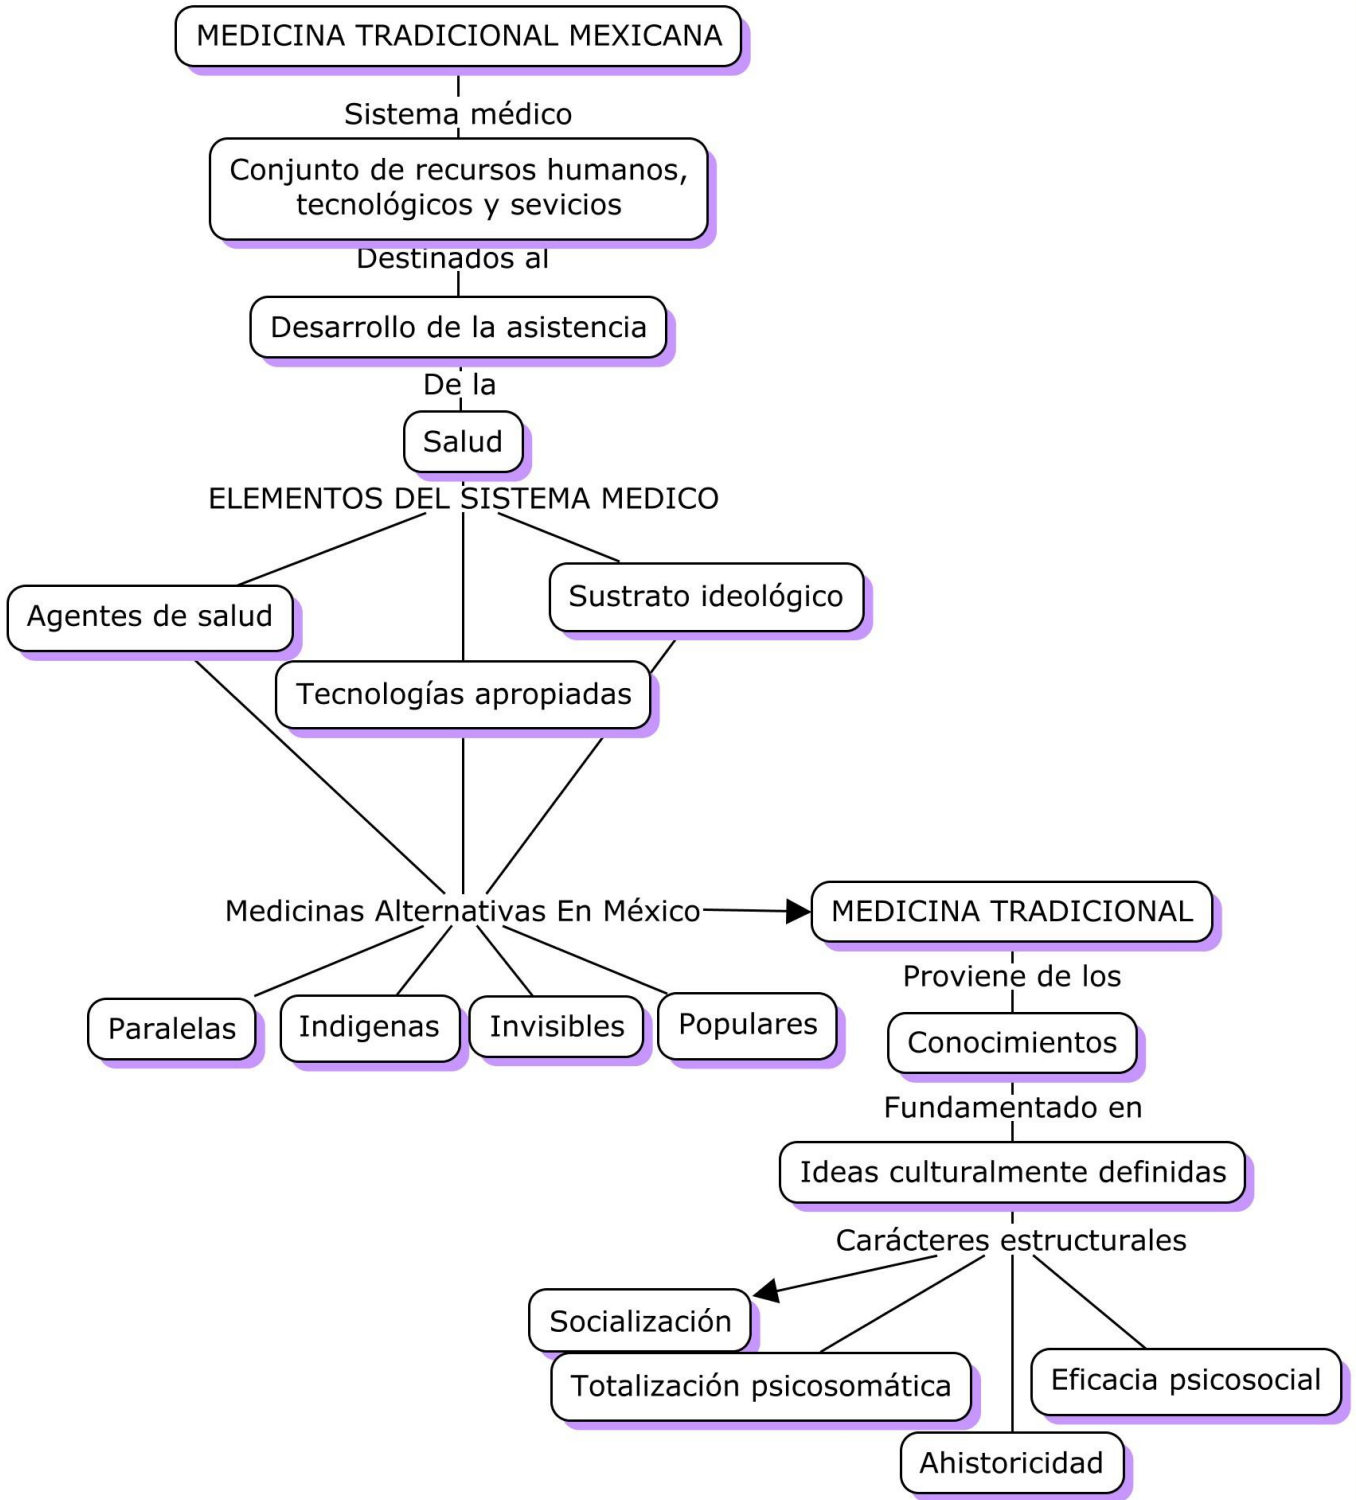 MEDICINA TRADICIONAL MEXICANA
Sistema médico
Conjunto de recursos humanos,
tecnológicos y sevicios
Destinados al
Desarrollo de la asistencia
De la
Salud
ELEMENTOS DEL SISTEMA MEDICO
Agentes de salud
Sustrato ideológico
Tecnologías apropiadas
Medicinas Alternativas En México
MEDICINA TRADICIONAL
Paralelas
Indigenas
Invisibles
Populares
Proviene de los
Conocimientos
Fundamentado en
Ideas culturalmente definidas
Carácteres estructurales
Socialización
Totalización psicosomática
Eficacia psicosocial
Ahistoricidad